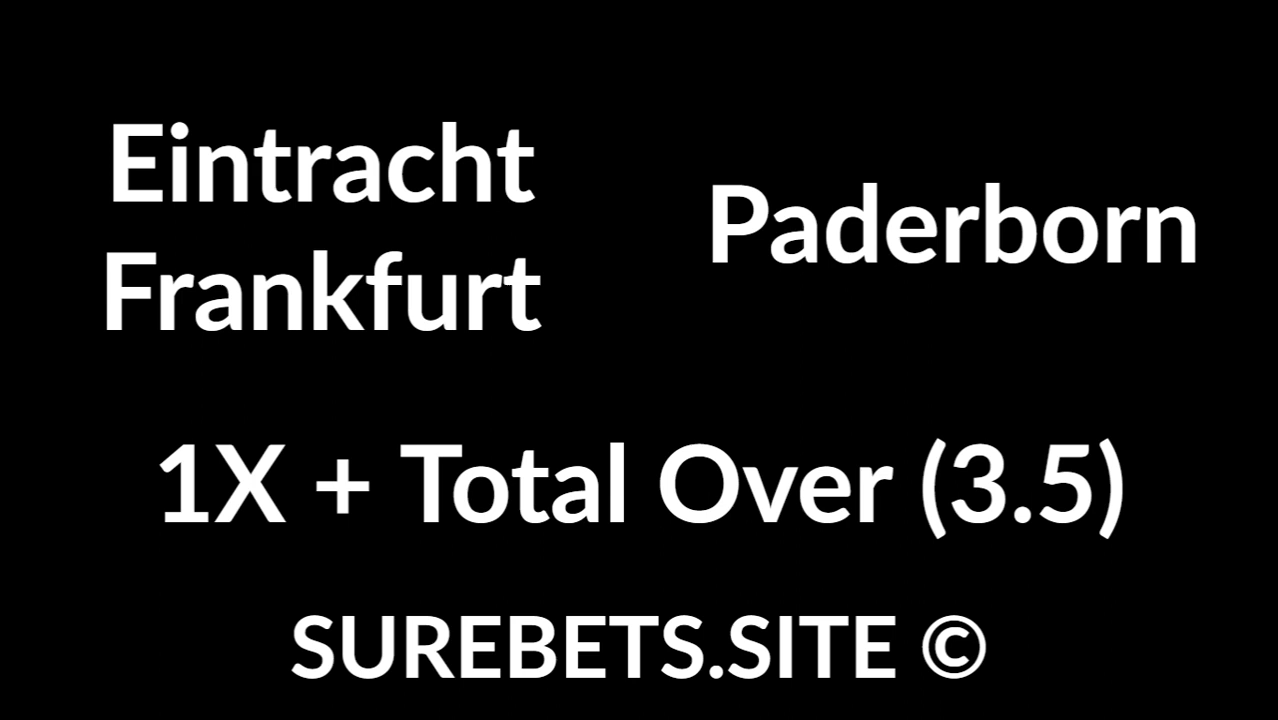 Eintracht
Frankfurt
Paderborn
1X + Total Over (3.5)
SUREBETS.SITE ©